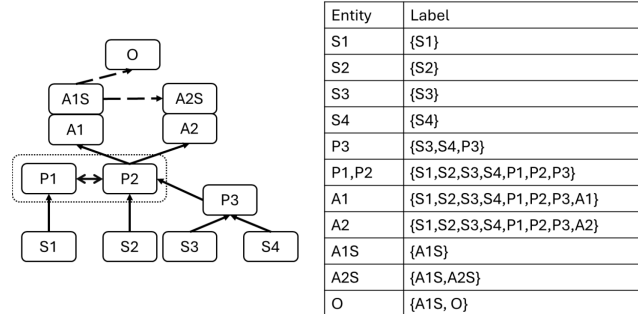 O
A1S
A2S
A1
A2
P1
P2
P3
S1
S2
S3
S4
Entity Label
S1 {S1}
S2 {S2}
S3 {S3}
S4 {S4}
P3 {S3,S4,P3}
P1,P2 {S1,S2,S3,S4,P1,P2,P3}
A1 {S1,S2,S3,S4,P1,P2,P3,A1}
A2 {S1,S2,S3,S4,P1,P2,P3,A2}
A1S {A1S}
A2S {A1S,A2S}
O {A1S, O}